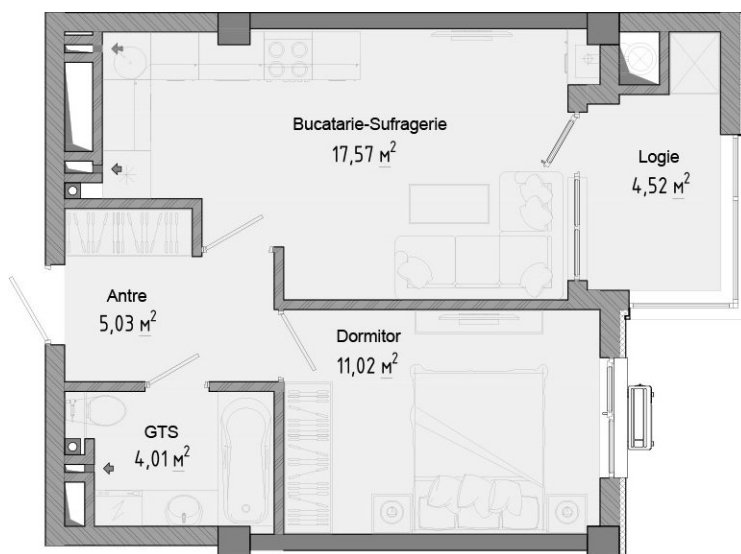 Bucatarie-Sufragerie
17,57 м²
Logie
4,52 м²
Antre
5,03 м²
Dormitor
11,02 м²
GTS
4,01 м²